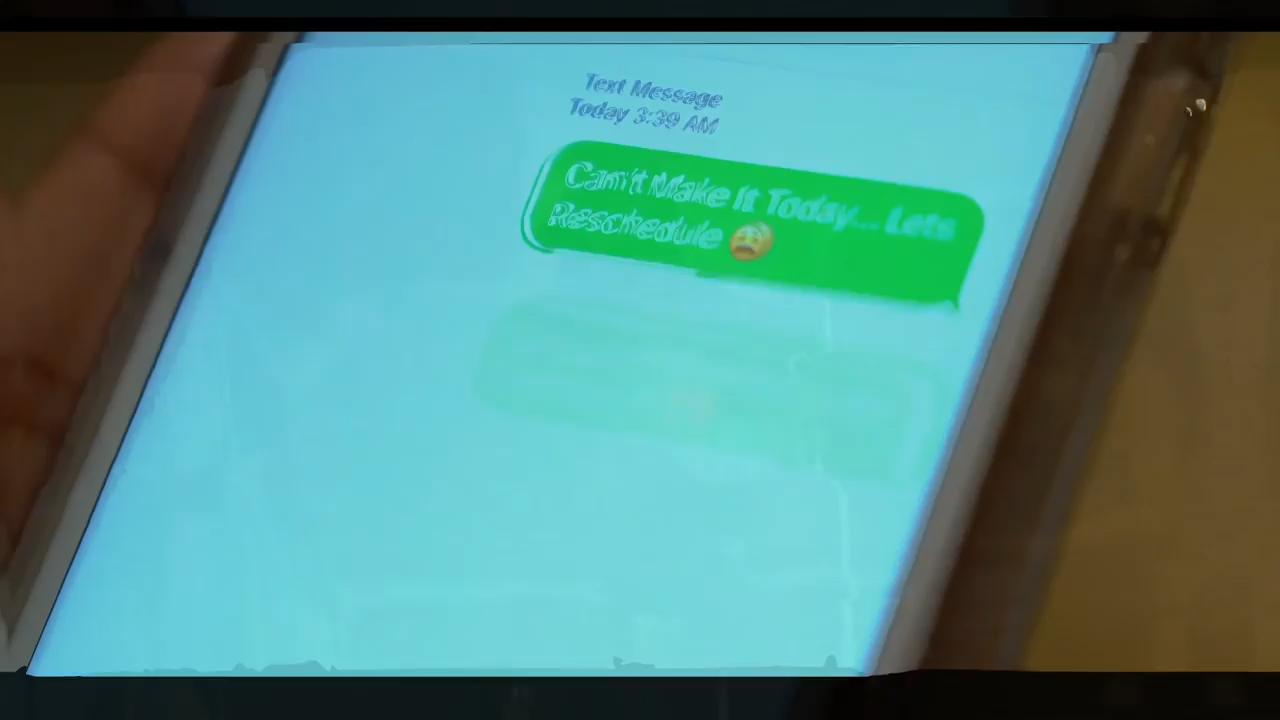 Text Message
Today 3:39 AM
Can't Make It Today... Lets
Reschedule 😩